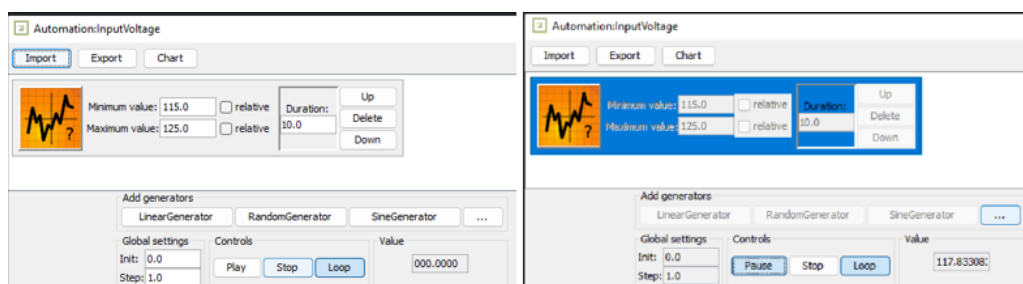 Automation:InputVoltage
Import Export Chart
Minimum value: 115.0 relative Duration: Up
Maximum value: 125.0 relative 10.0 Delete
Down
?
Add generators
LinearGenerator RandomGenerator SineGenerator ...
Global settings Controls Value
Init: 0.0 Play Stop Loop 000.0000
Step: 1.0
Automation:InputVoltage
Import Export Chart
Minimum value: 115.0 relative Duration: Up
Maximum value: 125.0 relative 10.0 Delete
Down
?
Add generators
LinearGenerator RandomGenerator SineGenerator ...
Global settings Controls Value
Init: 0.0 Pause Stop Loop 117.83308
Step: 1.0